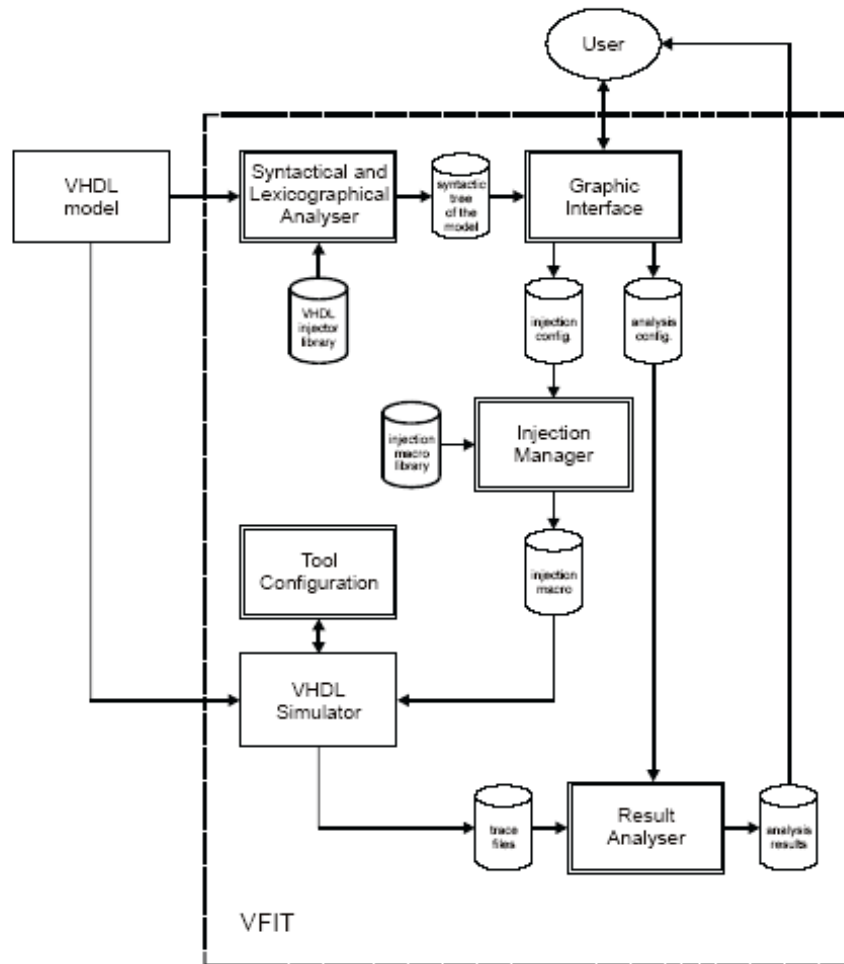 User
VHDL
model
Syntactical and
Lexicographical
Analyser
syntactic
tree
of the
model
Graphic
Interface
VHDL
injector
library
injection
config.
analysis
config.
injection
macro
library
Injection
Manager
Tool
Configuration
injection
macro
VHDL
Simulator
trace
files
Result
Analyser
analysis
results
VFIT